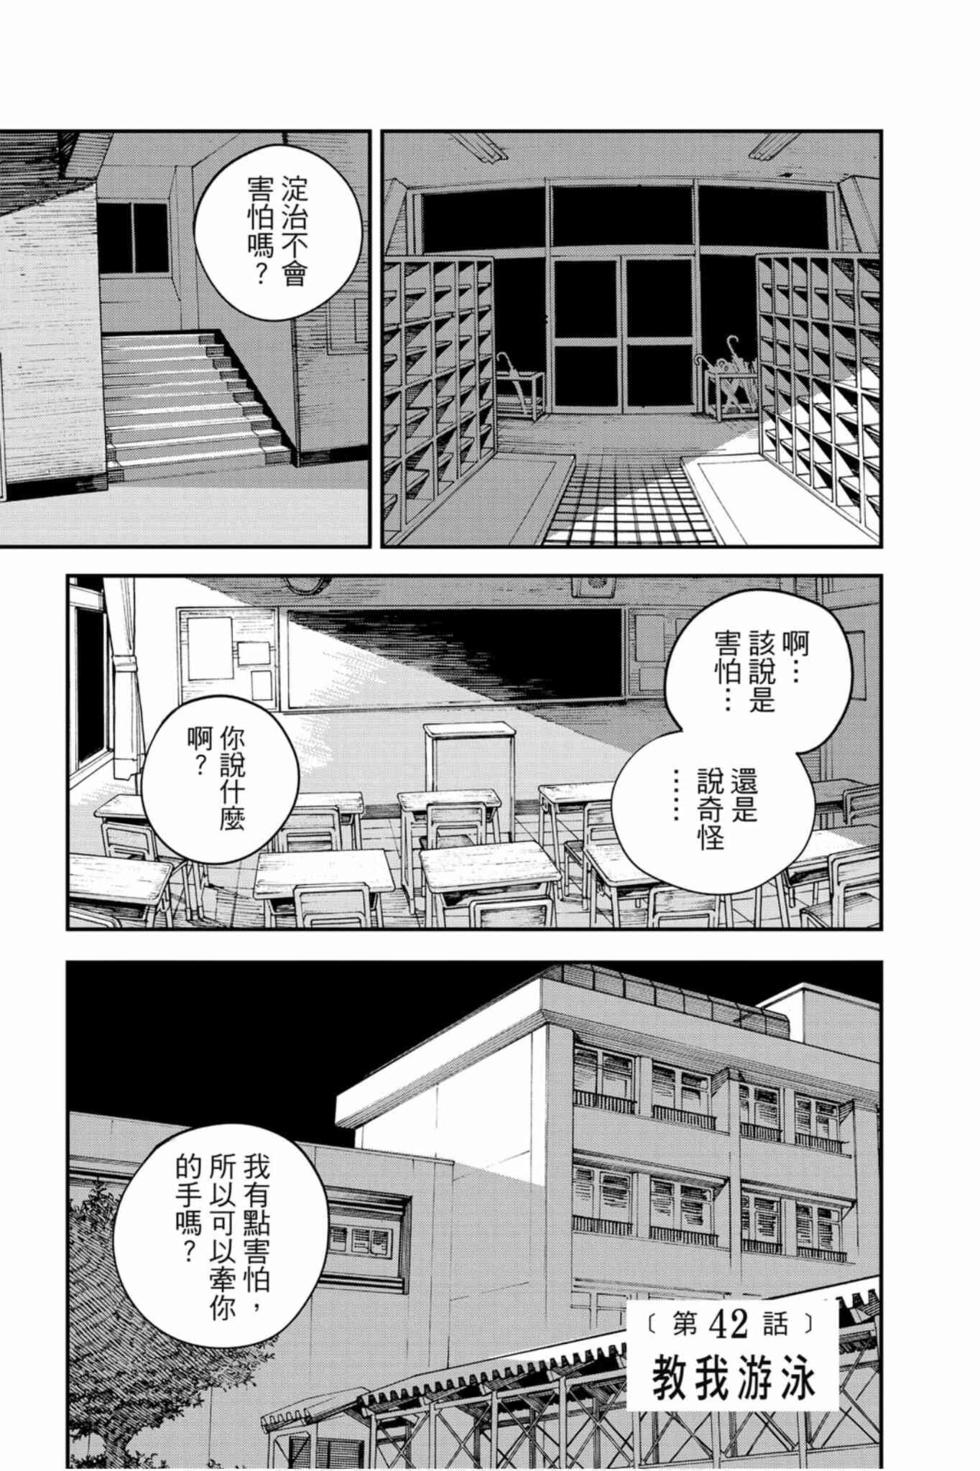 淀治不會
害怕嗎？
啊…
該說是
害怕…
還是
說奇怪
……
你說什麼
啊？
我有點害怕，
所以可以牽你
的手嗎？
〔第42話〕
教我游泳